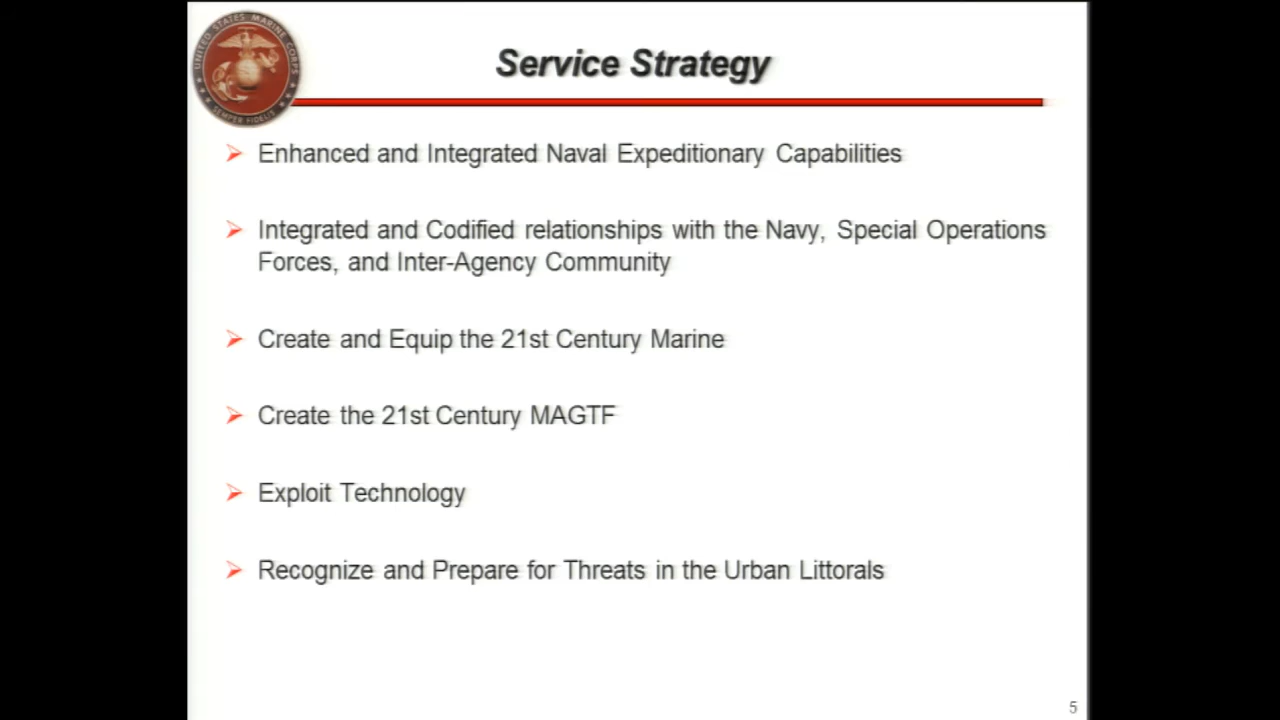 UNITED STATES MARINE CORPS
SEMPER FIDELIS
Service Strategy
Enhanced and Integrated Naval Expeditionary Capabilities
Integrated and Codified relationships with the Navy, Special Operations
Forces, and Inter-Agency Community
Create and Equip the 21st Century Marine
Create the 21st Century MAGTF
Exploit Technology
Recognize and Prepare for Threats in the Urban Littorals
5